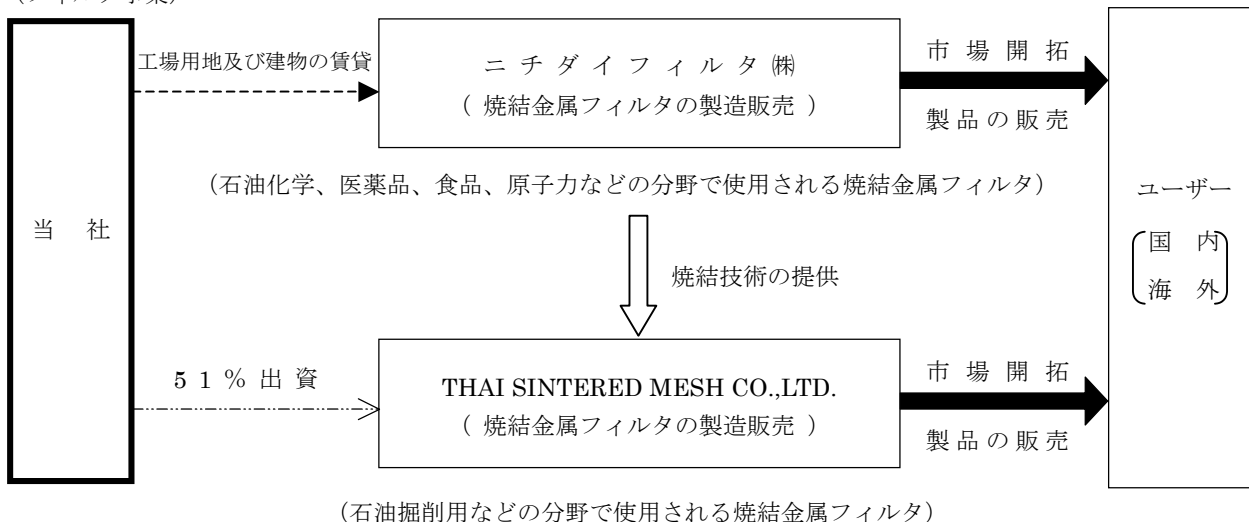 当 社
工場用地及び建物の賃貸
ニチダイフィルタ㈱
（ 焼結金属フィルタの製造販売 ）
市場開拓
製品の販売
（石油化学、医薬品、食品、原子力などの分野で使用される焼結金属フィルタ）
焼結技術の提供
ユーザー
国 内
海 外
51％出資
THAI SINTERED MESH CO.,LTD.
（ 焼結金属フィルタの製造販売 ）
市場開拓
製品の販売
（石油掘削用などの分野で使用される焼結金属フィルタ）